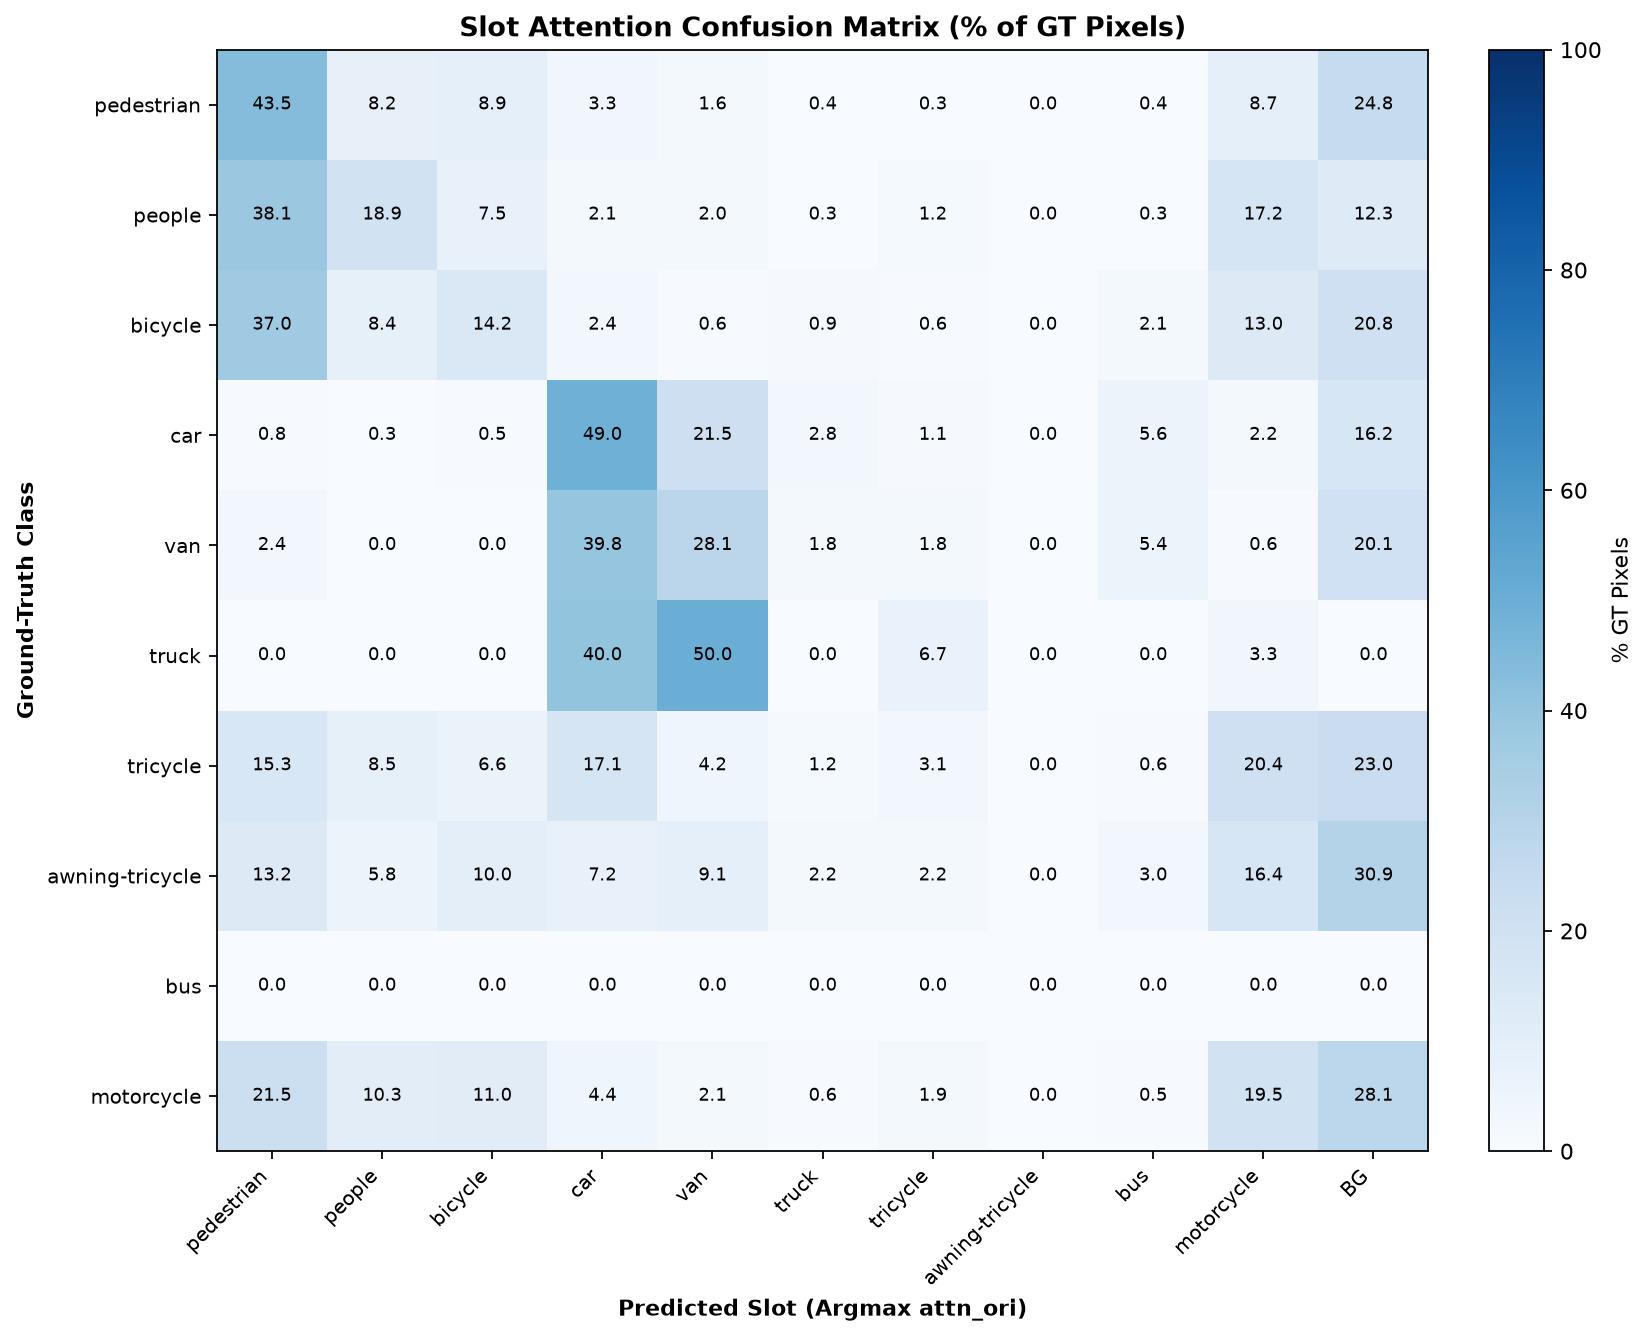 Slot Attention Confusion Matrix (% of GT Pixels)
pedestrian 43.5 8.2 8.9 3.3 1.6 0.4 0.3 0.0 0.4 8.7 24.8
people 38.1 18.9 7.5 2.1 2.0 0.3 1.2 0.0 0.3 17.2 12.3
bicycle 37.0 8.4 14.2 2.4 0.6 0.9 0.6 0.0 2.1 13.0 20.8
car 0.8 0.3 0.5 49.0 21.5 2.8 1.1 0.0 5.6 2.2 16.2
van 2.4 0.0 0.0 39.8 28.1 1.8 1.8 0.0 5.4 0.6 20.1
truck 0.0 0.0 0.0 40.0 50.0 0.0 6.7 0.0 0.0 3.3 0.0
tricycle 15.3 8.5 6.6 17.1 4.2 1.2 3.1 0.0 0.6 20.4 23.0
awning-tricycle 13.2 5.8 10.0 7.2 9.1 2.2 2.2 0.0 3.0 16.4 30.9
bus 0.0 0.0 0.0 0.0 0.0 0.0 0.0 0.0 0.0 0.0 0.0
motorcycle 21.5 10.3 11.0 4.4 2.1 0.6 1.9 0.0 0.5 19.5 28.1
pedestrian people bicycle car van truck tricycle awning-tricycle bus motorcycle BG
Predicted Slot (Argmax attn_ori)
Ground-Truth Class
100
80
60
40
20
0
% GT Pixels